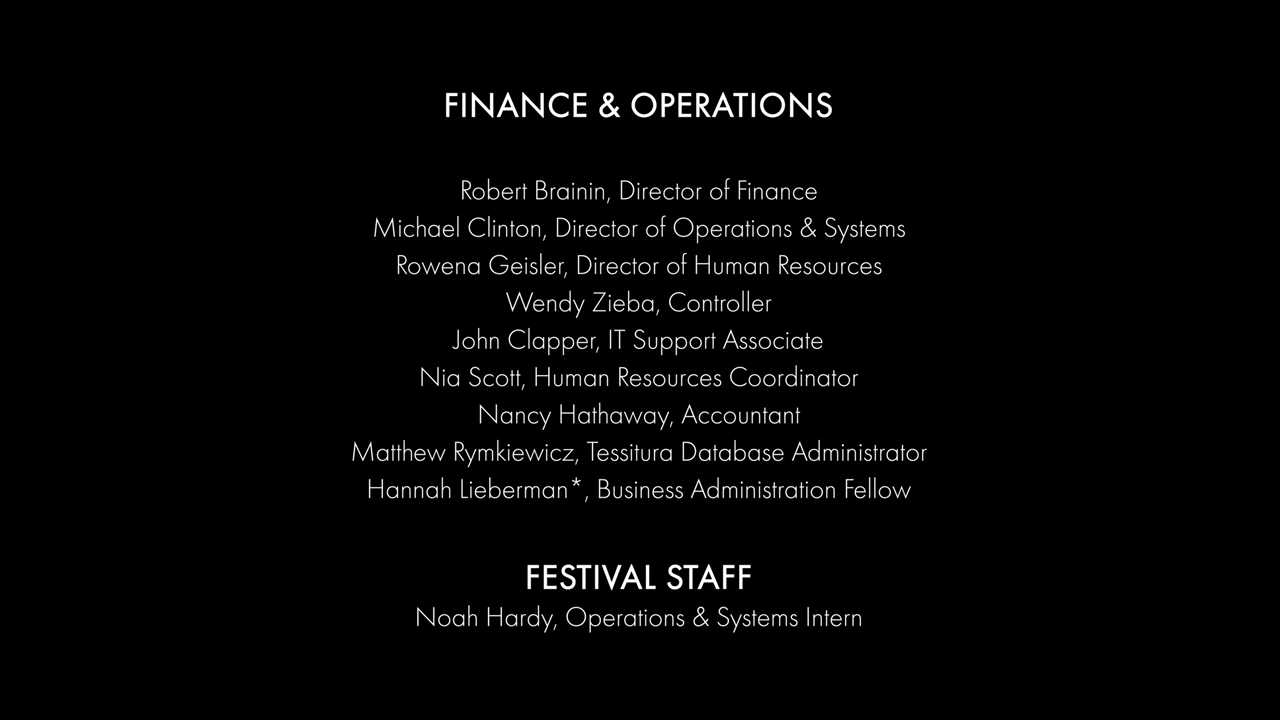 FINANCE & OPERATIONS
Robert Brainin, Director of Finance
Michael Clinton, Director of Operations & Systems
Rowena Geisler, Director of Human Resources
Wendy Zieba, Controller
John Clapper, IT Support Associate
Nia Scott, Human Resources Coordinator
Nancy Hathaway, Accountant
Matthew Rymkiewicz, Tessitura Database Administrator
Hannah Lieberman*, Business Administration Fellow
FESTIVAL STAFF
Noah Hardy, Operations & Systems Intern